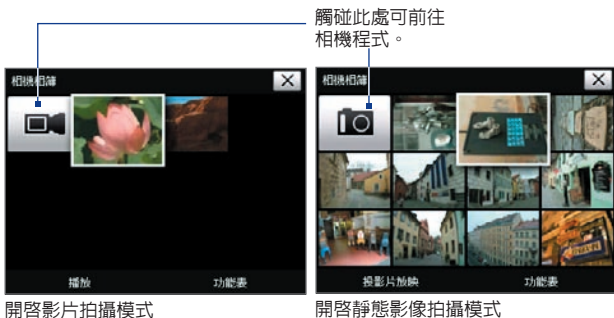 觸碰此處可前往
相機程式。
相機相簿
播放
功能表
開啓影片拍攝模式
相機相簿
投影片放映
功能表
開啓靜態影像拍攝模式